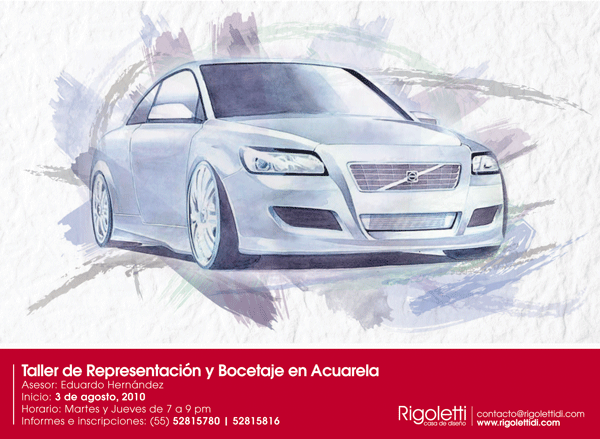 Taller de Representación y Bocetaje en Acuarela
Asesor: Eduardo Hernández
Inicio: 3 de agosto, 2010
Horario: Martes y Jueves de 7 a 9 pm
Informes e inscripciones: (55) 52815780 | 52815816
Rigoletti
casa de diseño
contacto@rigolettidi.com
www.rigolettidi.com